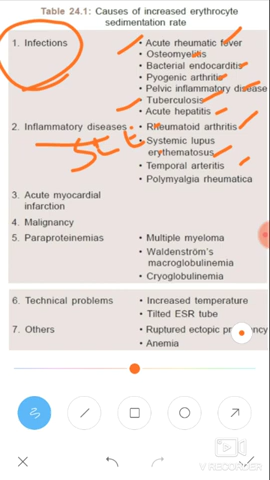 Table 24.1: Causes of increased erythrocyte
sedimentation rate
1. Infections
• Acute rheumatic fever
• Osteomyelitis
• Bacterial endocarditis
• Pyogenic arthritis
• Pelvic inflammatory disease
• Tuberculosis
• Acute hepatitis
2. Inflammatory diseases
• Rheumatoid arthritis
• Systemic lupus
erythematosus
• Temporal arteritis
• Polymyalgia rheumatica
3. Acute myocardial
infarction
4. Malignancy
5. Paraproteinemias
• Multiple myeloma
• Waldenström's
macroglobulinemia
• Cryoglobulinemia
6. Technical problems
• Increased temperature
• Tilted ESR tube
7. Others
• Ruptured ectopic pregnancy
• Anemia
V RECORDER